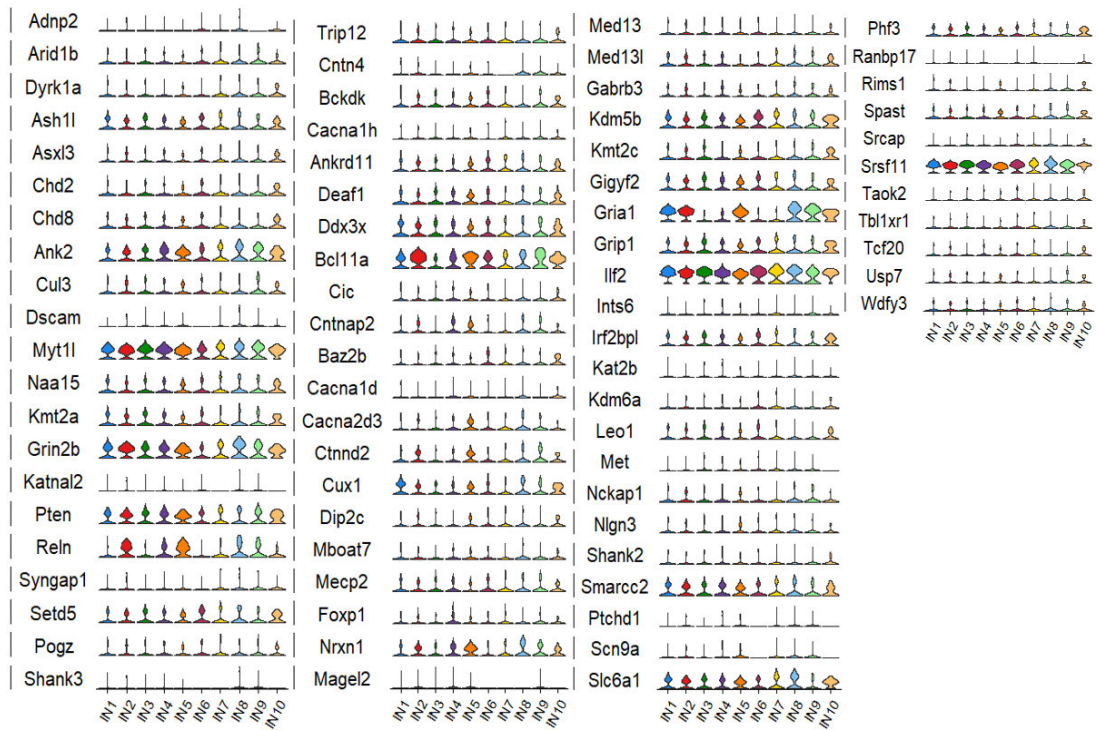 Adnp2
Arid1b
Dyrk1a
Ash1l
Asxl3
Chd2
Chd8
Ank2
Cul3
Dscam
Myt1l
Naa15
Kmt2a
Grin2b
Katnal2
Pten
Reln
Syngap1
Setd5
Pogz
Shank3
IN1 IN2 IN3 IN4 IN5 IN6 IN7 IN8 IN9 IN10
Trip12
Cntn4
Bckdk
Cacna1h
Ankrd11
Deaf1
Ddx3x
Bcl11a
Cic
Cntnap2
Baz2b
Cacna1d
Cacna2d3
Ctnnd2
Cux1
Dip2c
Mboat7
Mecp2
Foxp1
Nrxn1
Magel2
IN1 IN2 IN3 IN4 IN5 IN6 IN7 IN8 IN9 IN10
Med13
Med13l
Gabrb3
Kdm5b
Kmt2c
Gigyf2
Gria1
Grip1
Ilf2
Ints6
Irf2bpl
Kat2b
Kdm6a
Leo1
Met
Nckap1
Nlgn3
Shank2
Smarcc2
Ptchd1
Scn9a
Slc6a1
IN1 IN2 IN3 IN4 IN5 IN6 IN7 IN8 IN9 IN10
Phf3
Ranbp17
Rims1
Spast
Srcap
Srsf11
Taok2
Tbl1xr1
Tcf20
Usp7
Wdfy3
IN1 IN2 IN3 IN4 IN5 IN6 IN7 IN8 IN9 IN10